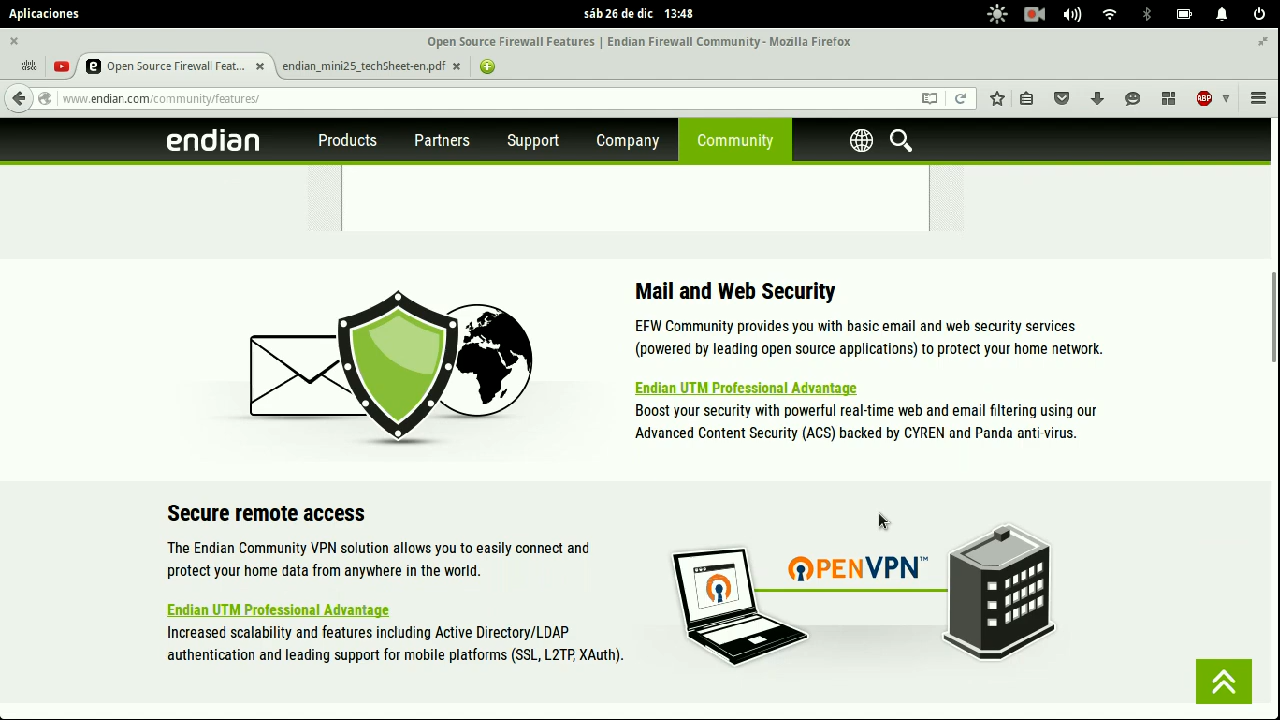 Aplicaciones
sáb 26 de dic 13:48
Open Source Firewall Features | Endian Firewall Community - Mozilla Firefox
Open Source Firewall Feat...
endian_mini25_techSheet-en.pdf
www.endian.com/community/features/
ABP
endian
Products
Partners
Support
Company
Community
Mail and Web Security
EFW Community provides you with basic email and web security services
(powered by leading open source applications) to protect your home network.
Endian UTM Professional Advantage
Boost your security with powerful real-time web and email filtering using our
Advanced Content Security (ACS) backed by CYREN and Panda anti-virus.
Secure remote access
The Endian Community VPN solution allows you to easily connect and
protect your home data from anywhere in the world.
Endian UTM Professional Advantage
Increased scalability and features including Active Directory/LDAP
authentication and leading support for mobile platforms (SSL, L2TP, XAuth).
OPENVPN™